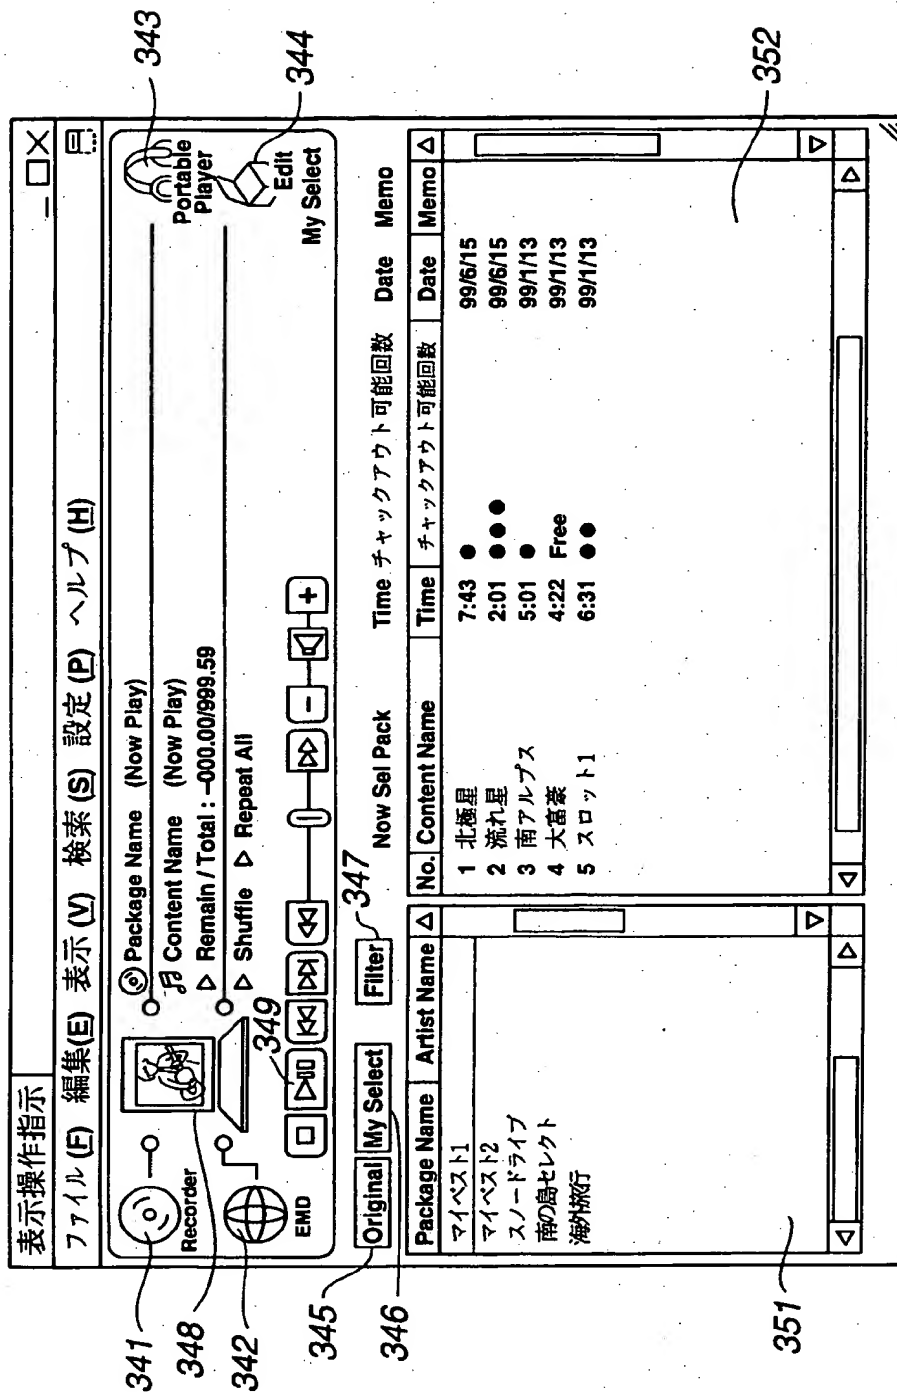 表示操作指示
ファイル(F) 編集(E) 表示(V) 検索(S) 設定(P) ヘルプ(H)
341
348
342
343
344
Recorder
EMD
Package Name (Now Play)
Content Name (Now Play)
▷ Remain / Total : –000.00/999.59
▷ Shuffle ▷ Repeat All
Portable
Player
Edit
My Select
349
345
346
347
Original My Select Filter
Now Sel Pack Time チャックアウト可能回数 Date Memo
Package Name Artist Name
マイベスト1
マイベスト2
スノードライブ
南の島セレクト
海外旅行
351
No. Content Name Time チャックアウト可能回数 Date Memo
1 北極星 7:43 ● 99/6/15
2 流れ星 2:01 ●●● 99/6/15
3 南アルプス 5:01 ● 99/1/13
4 大富豪 4:22 Free 99/1/13
5 スロット1 6:31 ●● 99/1/13
352